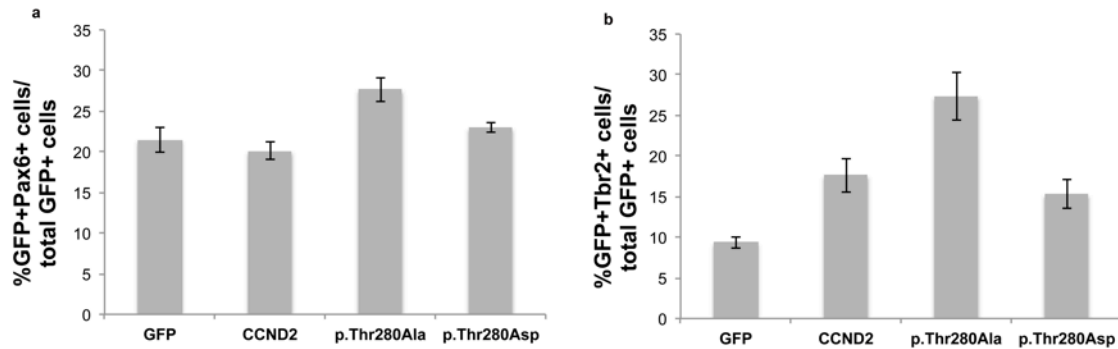 a
%GFP+Pax6+ cells/
total GFP+ cells
35
30
25
20
15
10
5
0
GFP CCND2 p.Thr280Ala p.Thr280Asp
b
%GFP+Tbr2+ cells/
total GFP+ cells
35
30
25
20
15
10
5
0
GFP CCND2 p.Thr280Ala p.Thr280Asp